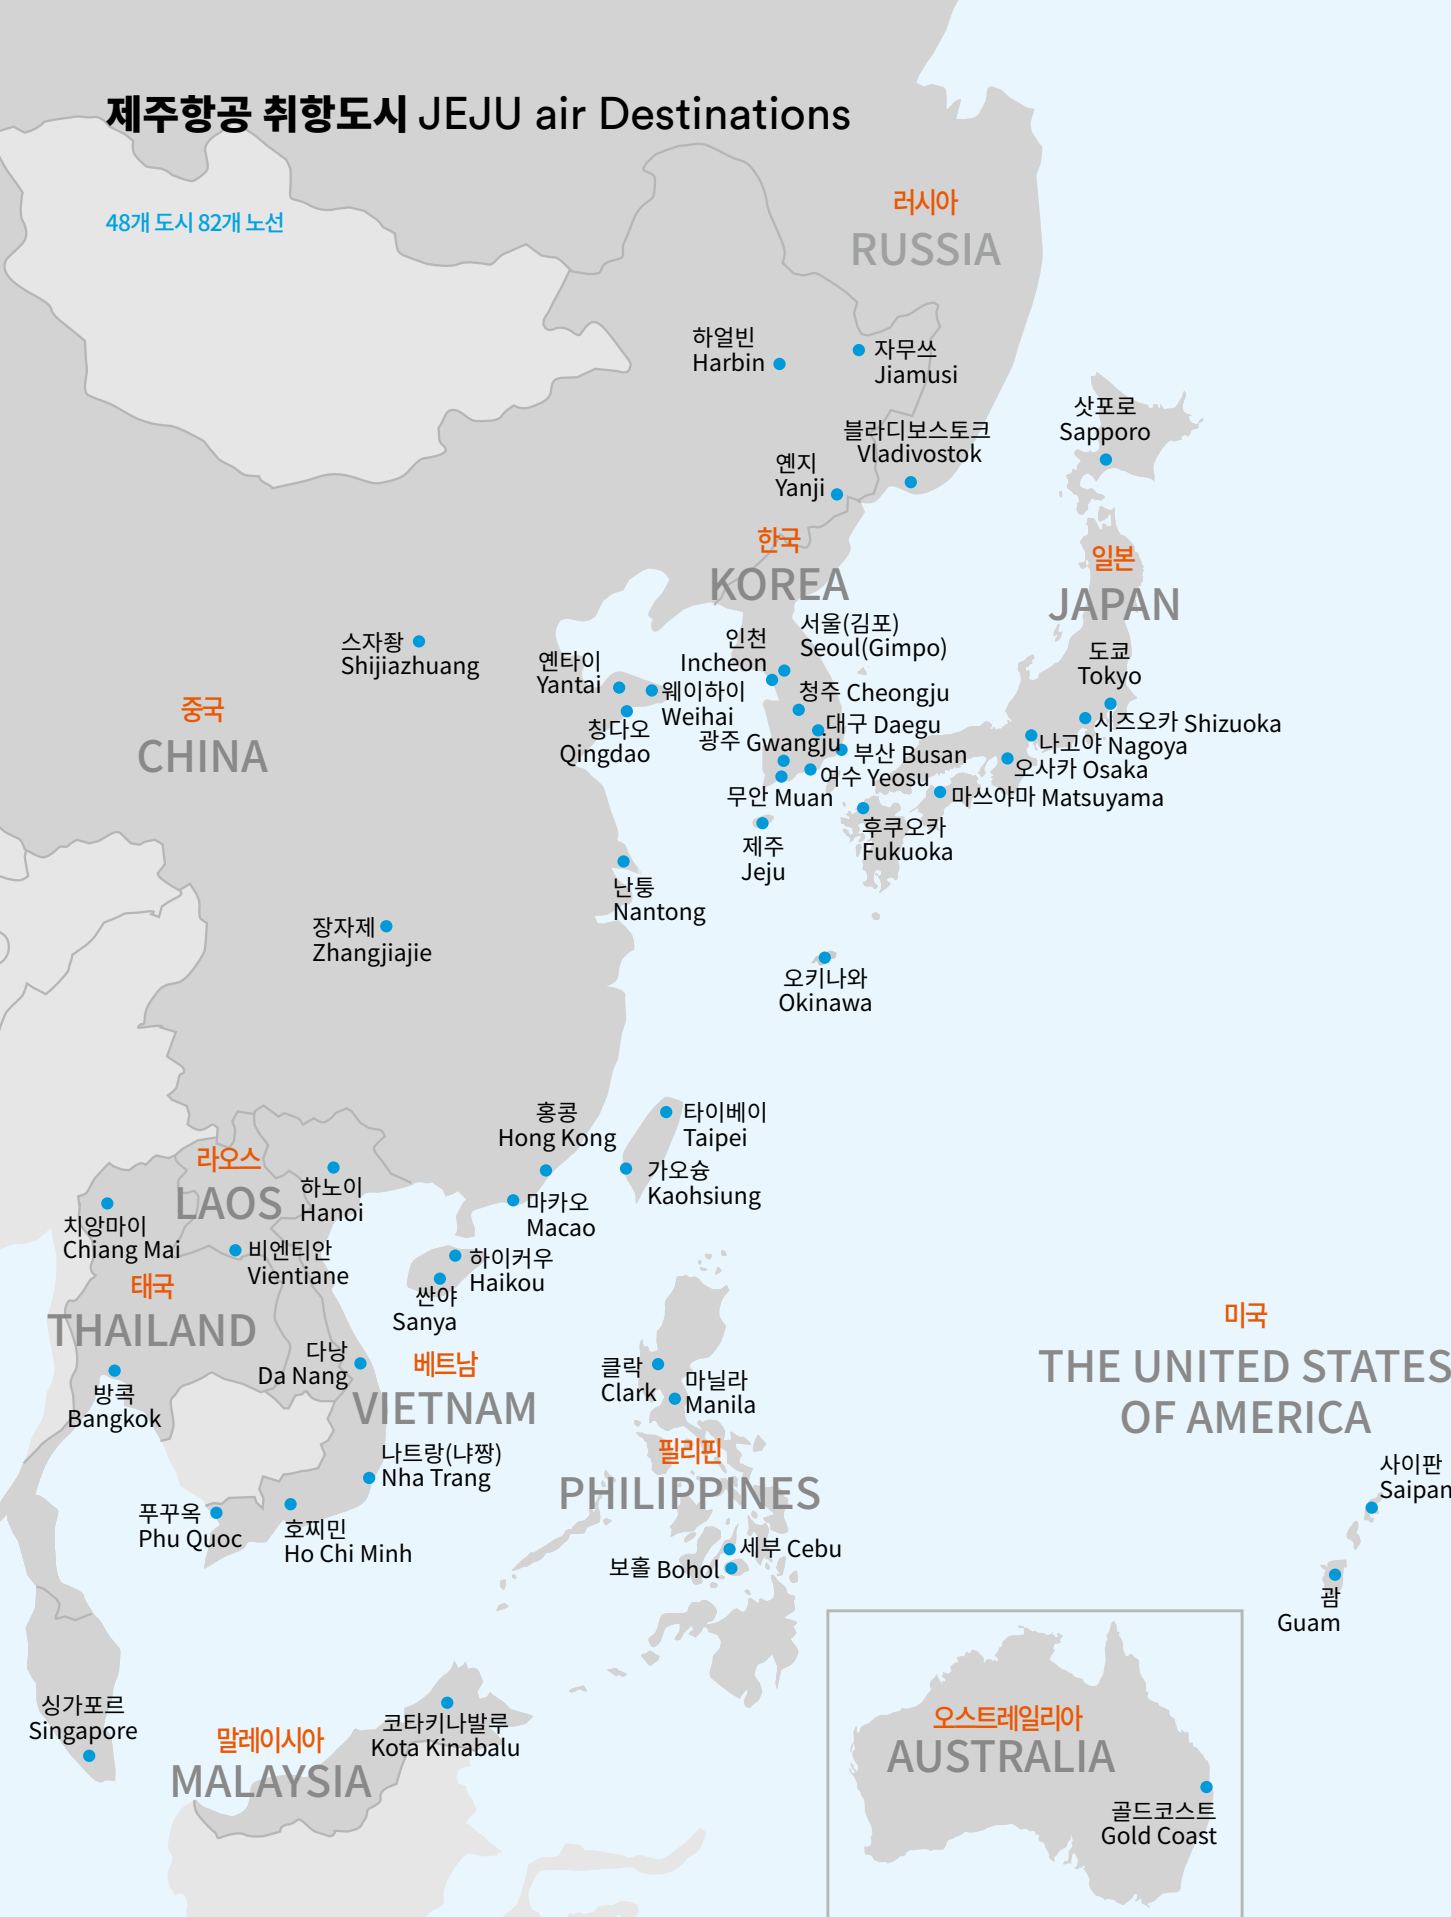 제주항공 취항도시 JEJU air Destinations
48개 도시 82개 노선
러시아
RUSSIA
하얼빈
Harbin
자무쓰
Jiamusi
블라디보스토크
Vladivostok
옌지
Yanji
삿포로
Sapporo
한국
KOREA
일본
JAPAN
서울(김포)
Seoul(Gimpo)
인천
Incheon
스자좡
Shijiazhuang
옌타이
Yantai
웨이하이
Weihai
칭다오
Qingdao
청주 Cheongju
대구 Daegu
광주 Gwangju
부산 Busan
여수 Yeosu
무안 Muan
제주
Jeju
도쿄
Tokyo
시즈오카 Shizuoka
나고야 Nagoya
오사카 Osaka
마쓰야마 Matsuyama
후쿠오카
Fukuoka
중국
CHINA
난퉁
Nantong
장자제
Zhangjiajie
오키나와
Okinawa
홍콩
Hong Kong
타이베이
Taipei
가오슝
Kaohsiung
마카오
Macao
라오스
LAOS
하노이
Hanoi
치앙마이
Chiang Mai
비엔티안
Vientiane
하이커우
Haikou
싼야
Sanya
태국
THAILAND
다낭
Da Nang
베트남
VIETNAM
방콕
Bangkok
나트랑(냐짱)
Nha Trang
푸꾸옥
Phu Quoc
호찌민
Ho Chi Minh
클락
Clark
마닐라
Manila
필리핀
PHILIPPINES
세부 Cebu
보홀 Bohol
미국
THE UNITED STATES
OF AMERICA
사이판
Saipan
괌
Guam
싱가포르
Singapore
말레이시아
MALAYSIA
코타키나발루
Kota Kinabalu
오스트레일리아
AUSTRALIA
골드코스트
Gold Coast